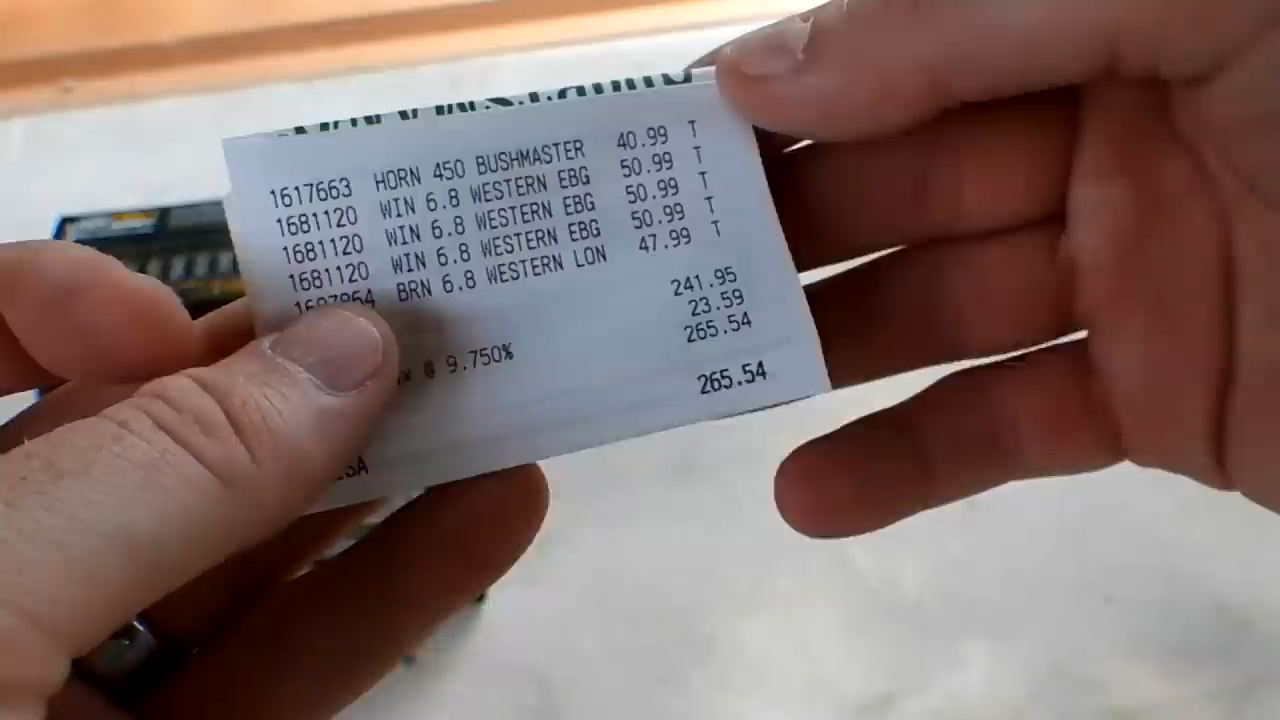 1617663 HORN 450 BUSHMASTER 40.99 T
1681120 WIN 6.8 WESTERN EBG 50.99 T
1681120 WIN 6.8 WESTERN EBG 50.99 T
1681120 WIN 6.8 WESTERN EBG 50.99 T
BRN 6.8 WESTERN LON 47.99 T
241.95
@ 9.750% 23.59
265.54
265.54